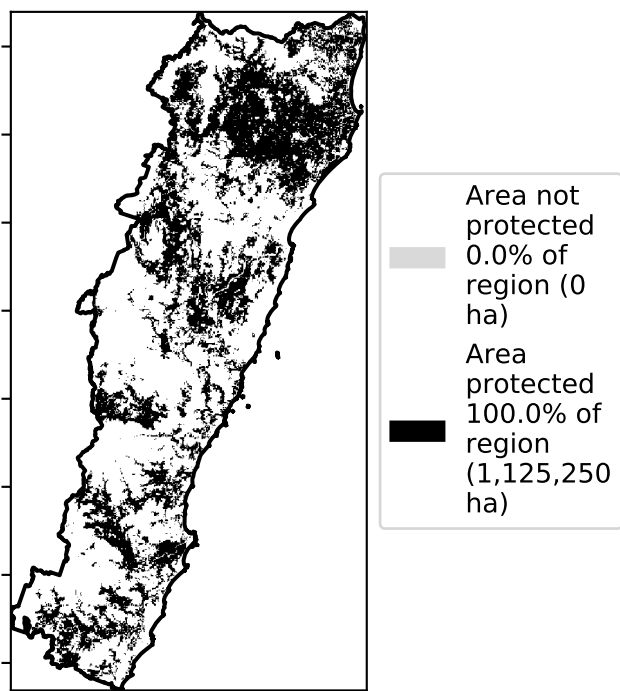 Area not
protected
0.0% of
region (0
ha)
Area
protected
100.0% of
region
(1,125,250
ha)